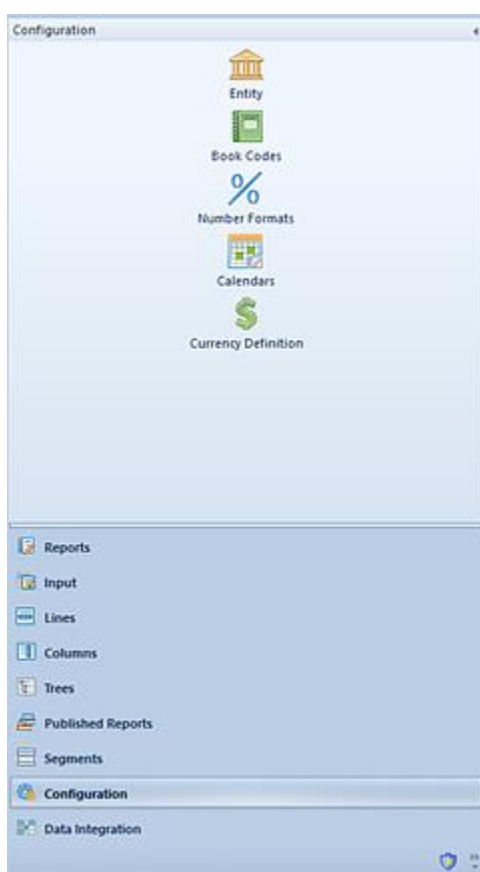 Configuration
Entity
Book Codes
Number Formats
Calendars
Currency Definition
Reports
Input
Lines
Columns
Trees
Published Reports
Segments
Configuration
Data Integration